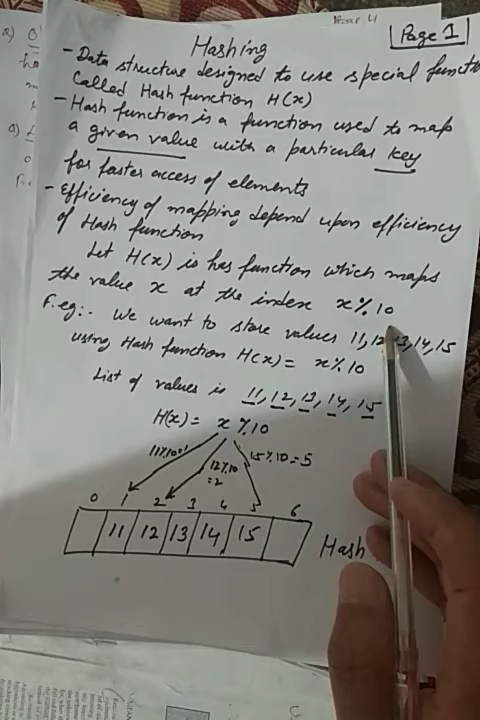 Page 1
Hashing
- Data structure designed to use special functi
called Hash function H(x)
- Hash function is a function used to map
a given value with a particular key
for faster access of elements
- Efficiency of mapping depend upon efficiency
of Hash function
Let H(x) is has function which maps
the value x at the index x%10
F.eg:- We want to store values 11,12,13,14,15
using Hash function H(x) = x%10
List of values is 11, 12, 13, 14, 15
H(x) = x%10
11%10=1
12%10
=2
15%10=5
0 1 2 3 4 5 6
11 12 13 14 15
Hash